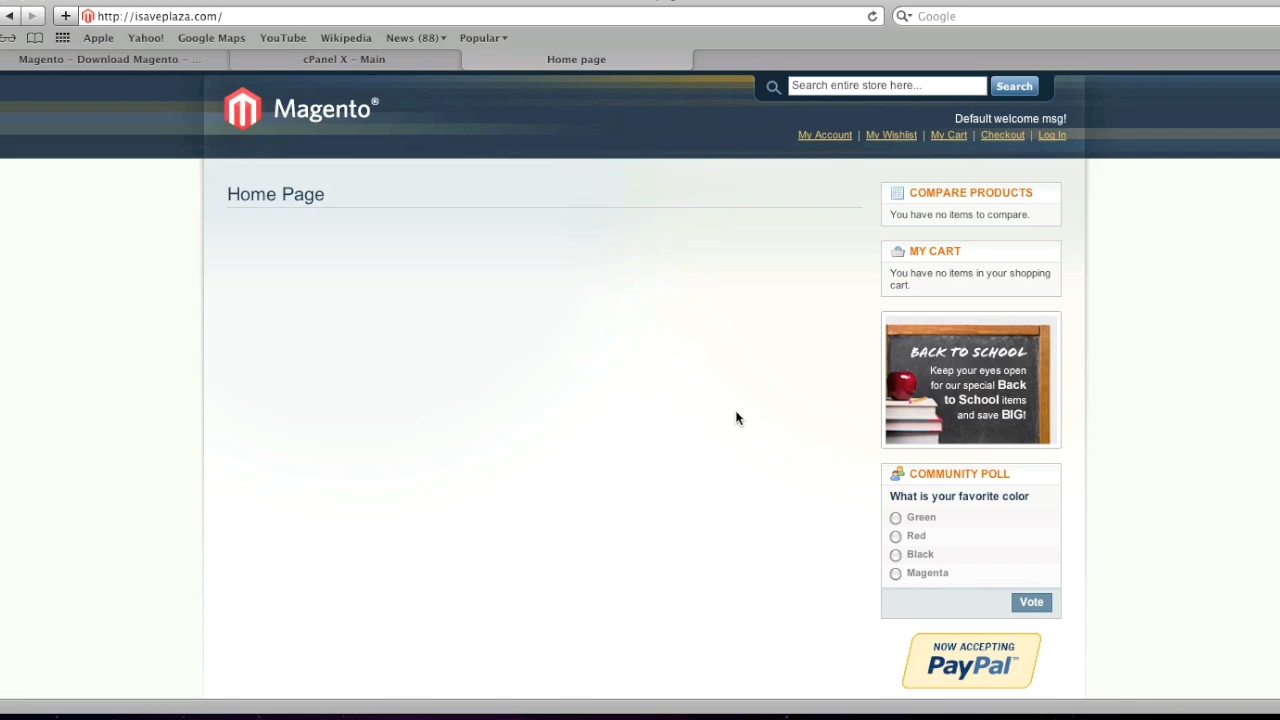 http://isaveplaza.com/
Google
Apple Yahoo! Google Maps YouTube Wikipedia News (88) Popular
Magento - Download Magento - ...
cPanel X - Main
Home page
Magento®
Search entire store here...
Search
Default welcome msg!
My Account | My Wishlist | My Cart | Checkout | Log In
Home Page
COMPARE PRODUCTS
You have no items to compare.
MY CART
You have no items in your shopping
cart.
BACK TO SCHOOL
Keep your eyes open
for our special Back
to School items
and save BIG!
COMMUNITY POLL
What is your favorite color
Green
Red
Black
Magenta
Vote
NOW ACCEPTING
PayPal™